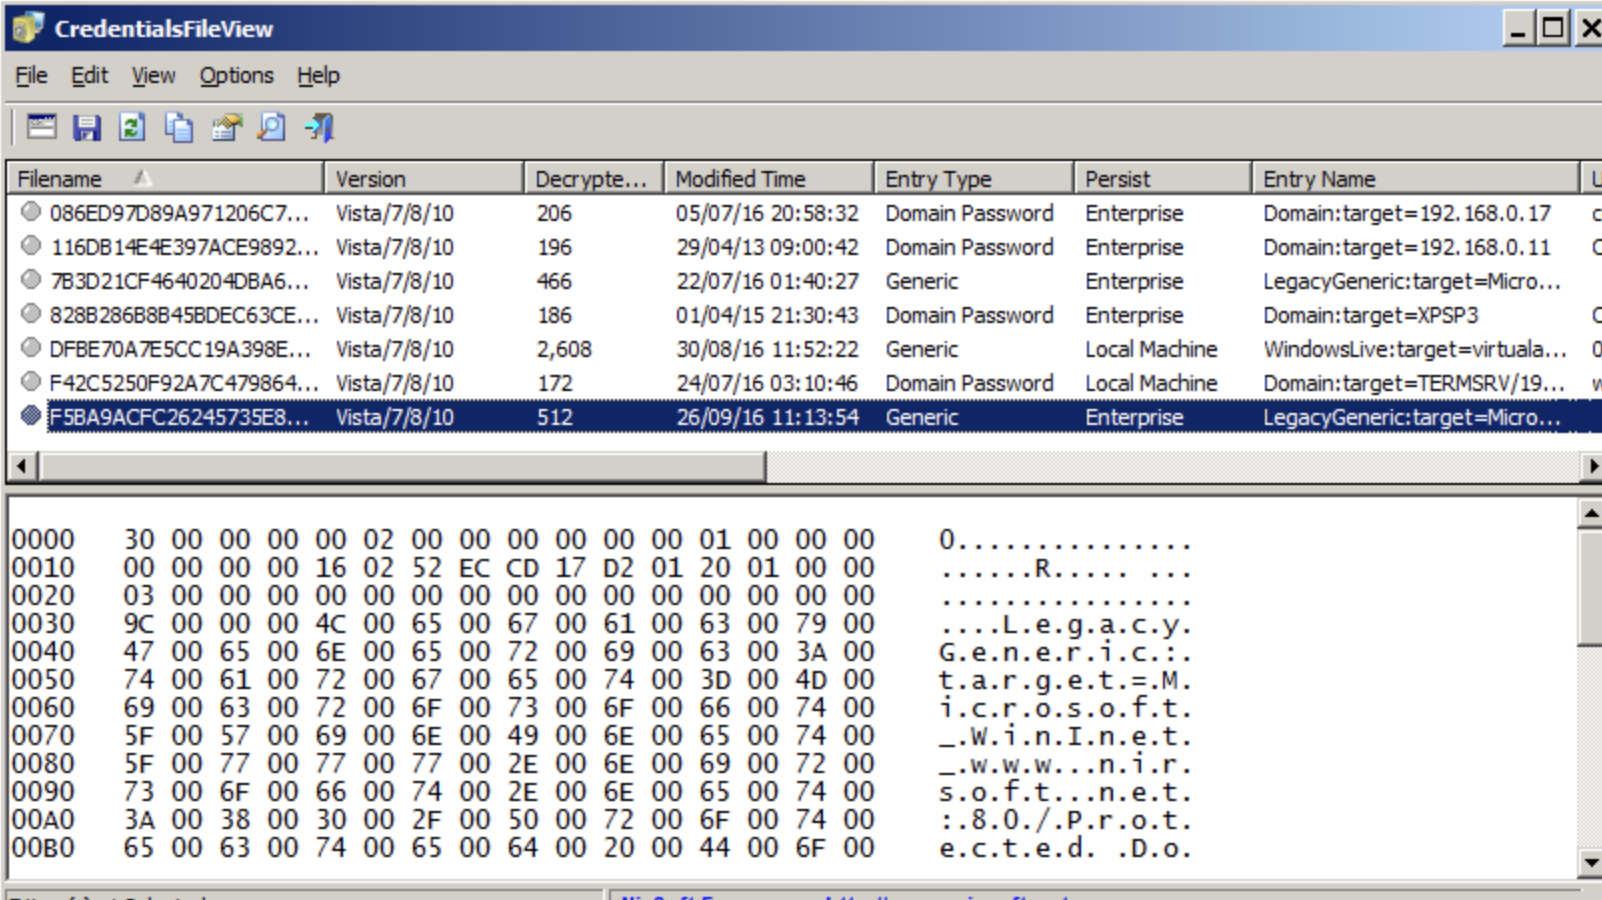 CredentialsFileView
File Edit View Options Help
Filename Version Decrypte... Modified Time Entry Type Persist Entry Name
086ED97D89A971206C7... Vista/7/8/10 206 05/07/16 20:58:32 Domain Password Enterprise Domain:target=192.168.0.17
116DB14E4E397ACE9892... Vista/7/8/10 196 29/04/13 09:00:42 Domain Password Enterprise Domain:target=192.168.0.11
7B3D21CF4640204DBA6... Vista/7/8/10 466 22/07/16 01:40:27 Generic Enterprise LegacyGeneric:target=Micro...
828B286B8B45BDEC63CE... Vista/7/8/10 186 01/04/15 21:30:43 Domain Password Enterprise Domain:target=XPSP3
DFBE70A7E5CC19A398E... Vista/7/8/10 2,608 30/08/16 11:52:22 Generic Local Machine WindowsLive:target=virtuala... 0
F42C5250F92A7C479864... Vista/7/8/10 172 24/07/16 03:10:46 Domain Password Local Machine Domain:target=TERMSRV/19... w
F5BA9ACFC26245735E8... Vista/7/8/10 512 26/09/16 11:13:54 Generic Enterprise LegacyGeneric:target=Micro...
0000 30 00 00 00 00 02 00 00 00 00 00 00 01 00 00 00 0...............
0010 00 00 00 00 16 02 52 EC CD 17 D2 01 20 01 00 00 ......R..... ...
0020 03 00 00 00 00 00 00 00 00 00 00 00 00 00 00 00 ................
0030 9C 00 00 00 4C 00 65 00 67 00 61 00 63 00 79 00 ....L.e.g.a.c.y.
0040 47 00 65 00 6E 00 65 00 72 00 69 00 63 00 3A 00 G.e.n.e.r.i.c.:.
0050 74 00 61 00 72 00 67 00 65 00 74 00 3D 00 4D 00 t.a.r.g.e.t.=.M.
0060 69 00 63 00 72 00 6F 00 73 00 6F 00 66 00 74 00 i.c.r.o.s.o.f.t.
0070 5F 00 57 00 69 00 6E 00 49 00 6E 00 65 00 74 00 _.W.i.n.I.n.e.t.
0080 5F 00 77 00 77 00 77 00 2E 00 6E 00 69 00 72 00 _.w.w.w...n.i.r.
0090 73 00 6F 00 66 00 74 00 2E 00 6E 00 65 00 74 00 s.o.f.t...n.e.t.
00A0 3A 00 38 00 30 00 2F 00 50 00 72 00 6F 00 74 00 :.8.0./.P.r.o.t.
00B0 65 00 63 00 74 00 65 00 64 00 20 00 44 00 6F 00 e.c.t.e.d. .D.o.